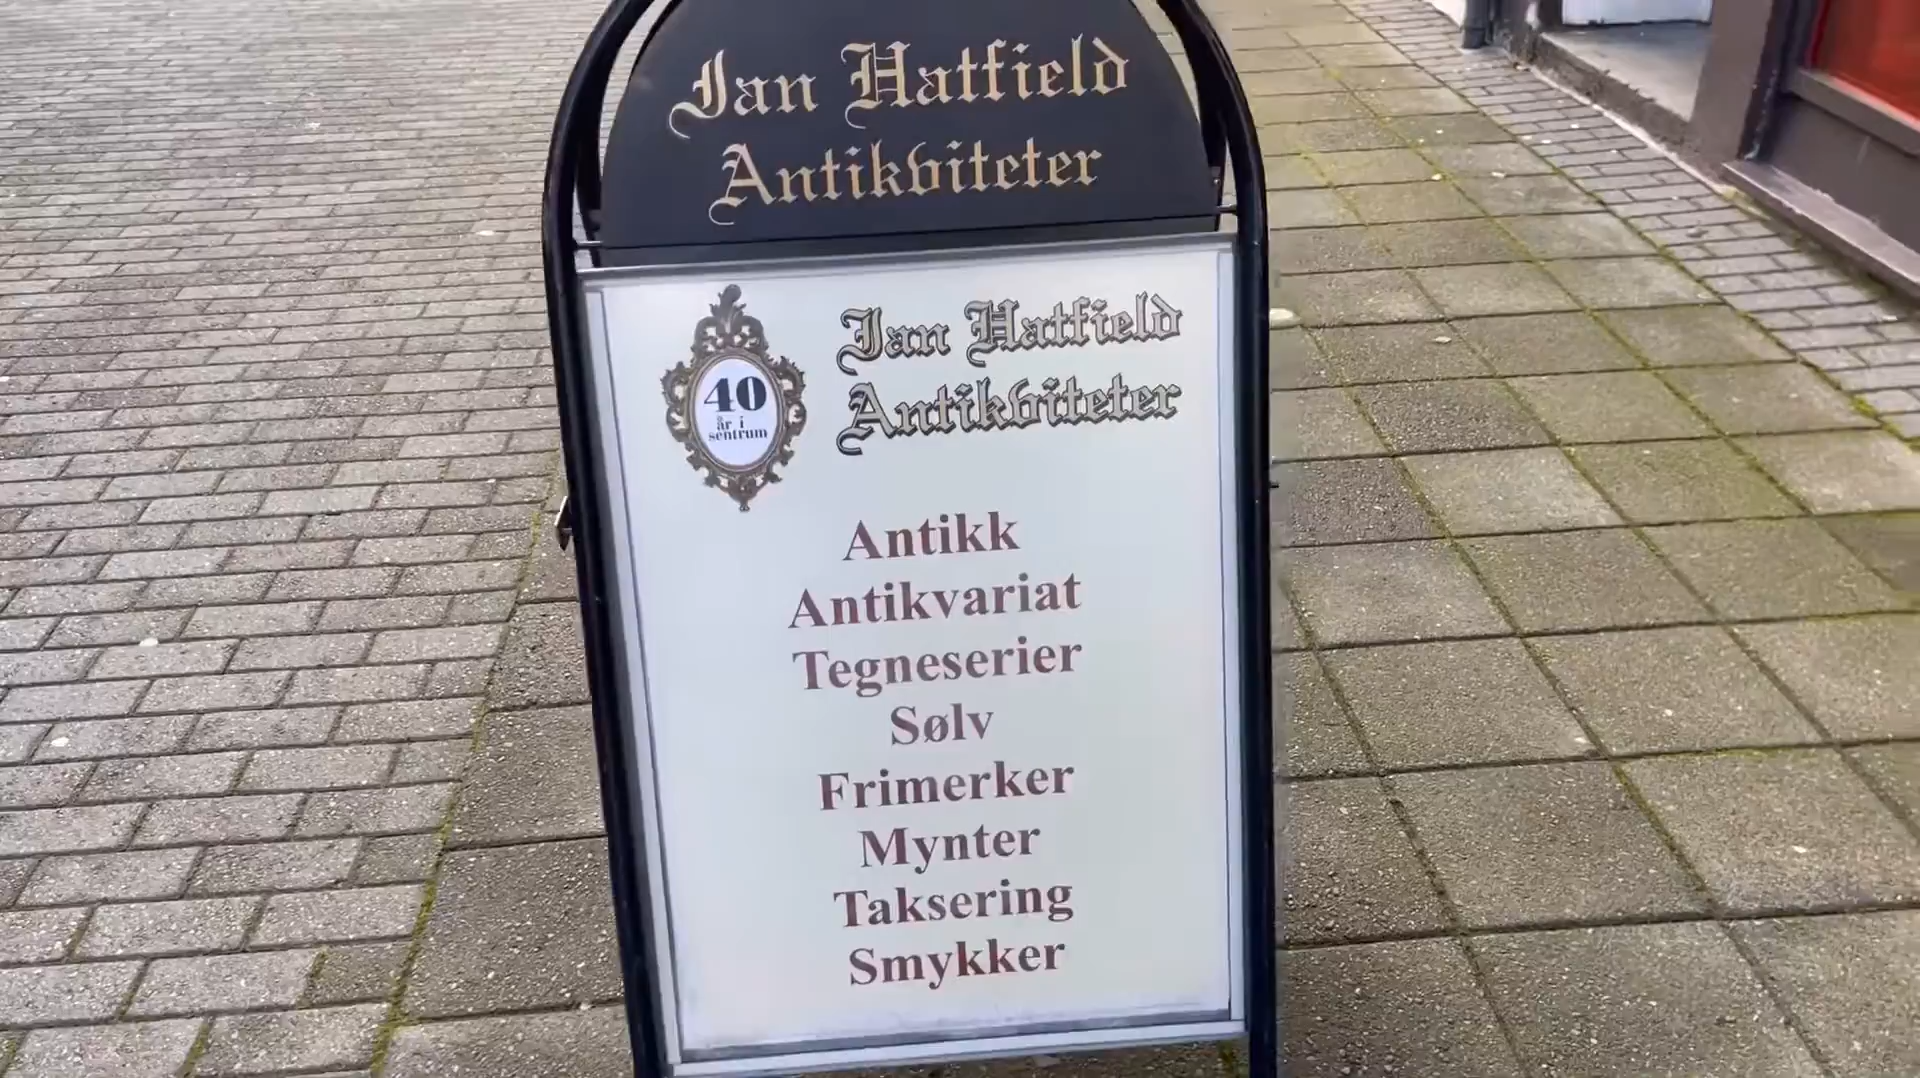 Jan Hatfield
Antikviteter
40
år i
sentrum
Jan Hatfield
Antikviteter
Antikk
Antikvariat
Tegneserier
Sølv
Frimerker
Mynter
Taksering
Smykker